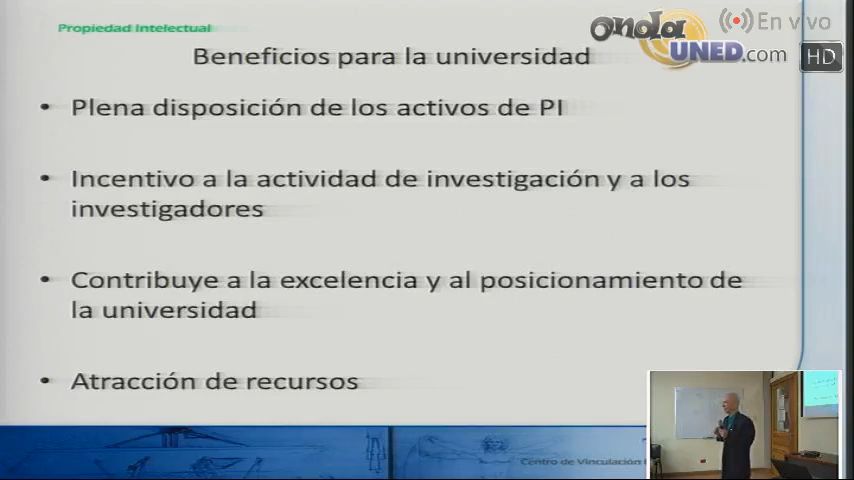 Propiedad Intelectual
onda UNED.com
En vivo
HD
Beneficios para la universidad
• Plena disposición de los activos de PI
• Incentivo a la actividad de investigación y a los
investigadores
• Contribuye a la excelencia y al posicionamiento de
la universidad
• Atracción de recursos
Centro de Vinculación